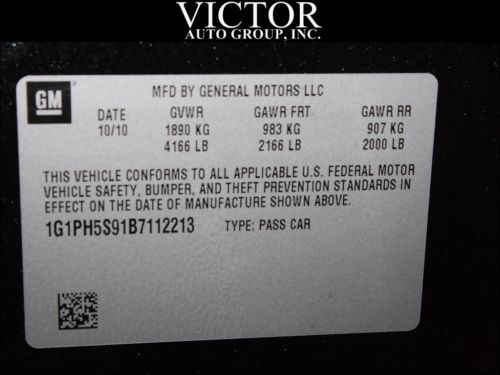 VICTOR
AUTO GROUP, INC.
GM
MFD BY GENERAL MOTORS LLC
DATE GVWR GAWR FRT GAWR RR
10/10 1890 KG 983 KG 907 KG
4166 LB 2166 LB 2000 LB
THIS VEHICLE CONFORMS TO ALL APPLICABLE U.S. FEDERAL MOTOR
VEHICLE SAFETY, BUMPER, AND THEFT PREVENTION STANDARDS IN
EFFECT ON THE DATE OF MANUFACTURE SHOWN ABOVE.
1G1PH5S91B7112213 TYPE: PASS CAR